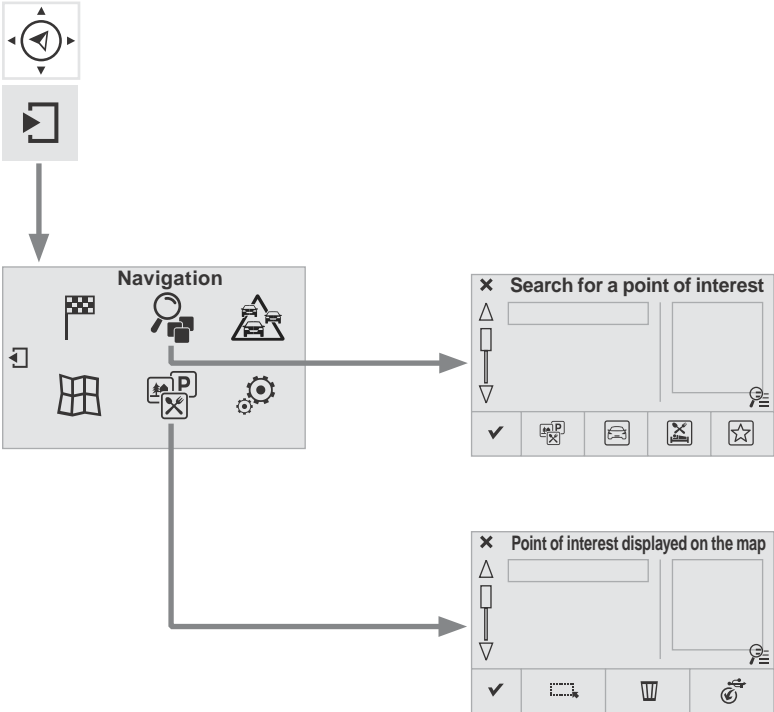 Navigation
Search for a point of interest
P
P
Point of interest displayed on the map